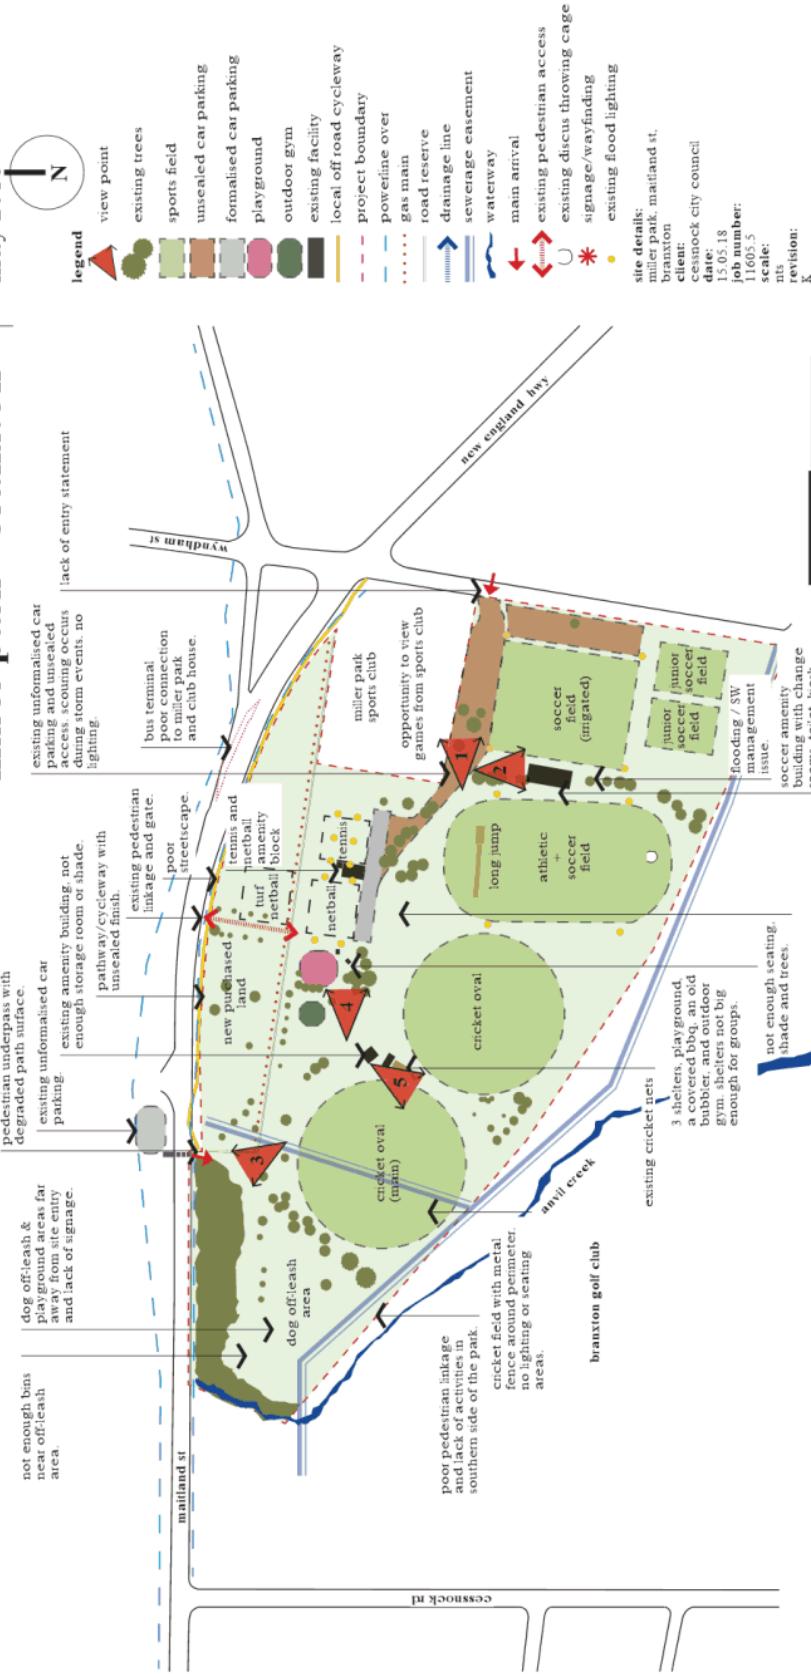 legend
view point
existing trees
sports field
unsealed car parking
formalised car parking
playground
outdoor gym
existing facility
local off road cycleway
project boundary
powerline over
gas main
road reserve
drainage line
sewerage easement
waterway
main arrival
existing pedestrian access
existing discus throwing cage
signage/wayfinding
existing flood lighting
site details:
miller park, maitland st,
branxton
client:
cessnock city council
date:
15.05.18
job number:
11605.5
scale:
nts
revision:
K
N
not enough bins
near off-leash
area.
dog off-leash &
playground areas far
away from site entry
and lack of signage.
pedestrian underpass with
degraded path surface.
existing unformalised car
parking.
existing amenity building, not
enough storage room or shade.
pathway/cycleway with
unsealed finish.
existing pedestrian
linkage and gate.
poor
streetscape.
tennis and
netball
amenity
block
bus terminal
poor connection
to miller park
and club house.
existing unformalised car
parking and unsealed
access. scouring occurs
during storm events. no
lighting.
lack of entry statement
maitland st
cessnock rd
wyndham st
new england hwy
new purchased
land
turf
netball
netball
tennis
miller park
sports club
opportunity to view
games from sports club
dog off-leash
area
cricket oval
(main)
cricket oval
long jump
athletic
+
soccer
field
soccer
field
(irrigated)
junior
soccer
field
junior
soccer
field
1
2
3
4
5
anvil creek
branxton golf club
poor pedestrian linkage
and lack of activities in
southern side of the park.
cricket field with metal
fence around perimeter.
no lighting or seating
areas.
existing cricket nets
3 shelters, playground,
a covered bbq, an old
bubbler, and outdoor
gym. shelters not big
enough for groups.
not enough seating,
shade and trees.
flooding / SW
management
issue.
soccer amenity
building with change